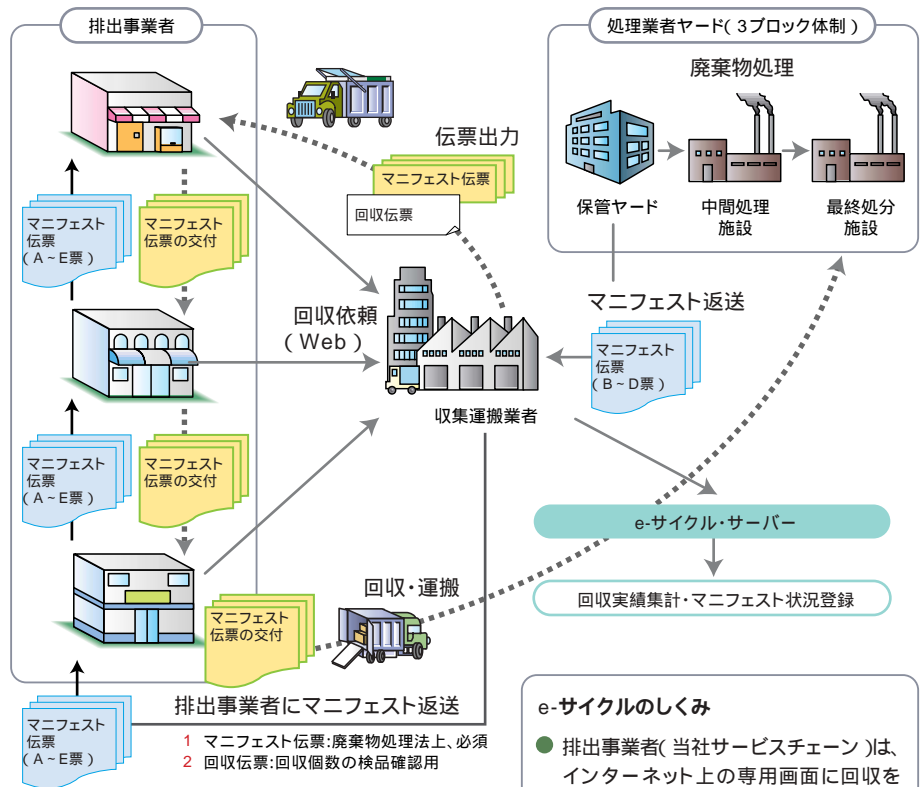 排出事業者
処理業者ヤード(3ブロック体制)
廃棄物処理
伝票出力
マニフェスト伝票
回収伝票
保管ヤード
中間処理
施設
最終処分
施設
マニフェスト
伝票
(A~E票)
マニフェスト
伝票の交付
回収依頼
(Web)
マニフェスト返送
マニフェスト
伝票
(B~D票)
収集運搬業者
マニフェスト
伝票
(A~E票)
マニフェスト
伝票の交付
e-サイクル・サーバー
回収・運搬
回収実績集計・マニフェスト状況登録
マニフェスト
伝票の交付
排出事業者にマニフェスト返送
マニフェスト
伝票
(A~E票)
1 マニフェスト伝票:廃棄物処理法上、必須
2 回収伝票:回収個数の検品確認用
e-サイクルのしくみ
● 排出事業者(当社サービスチェーン)は、
インターネット上の専用画面に回収を